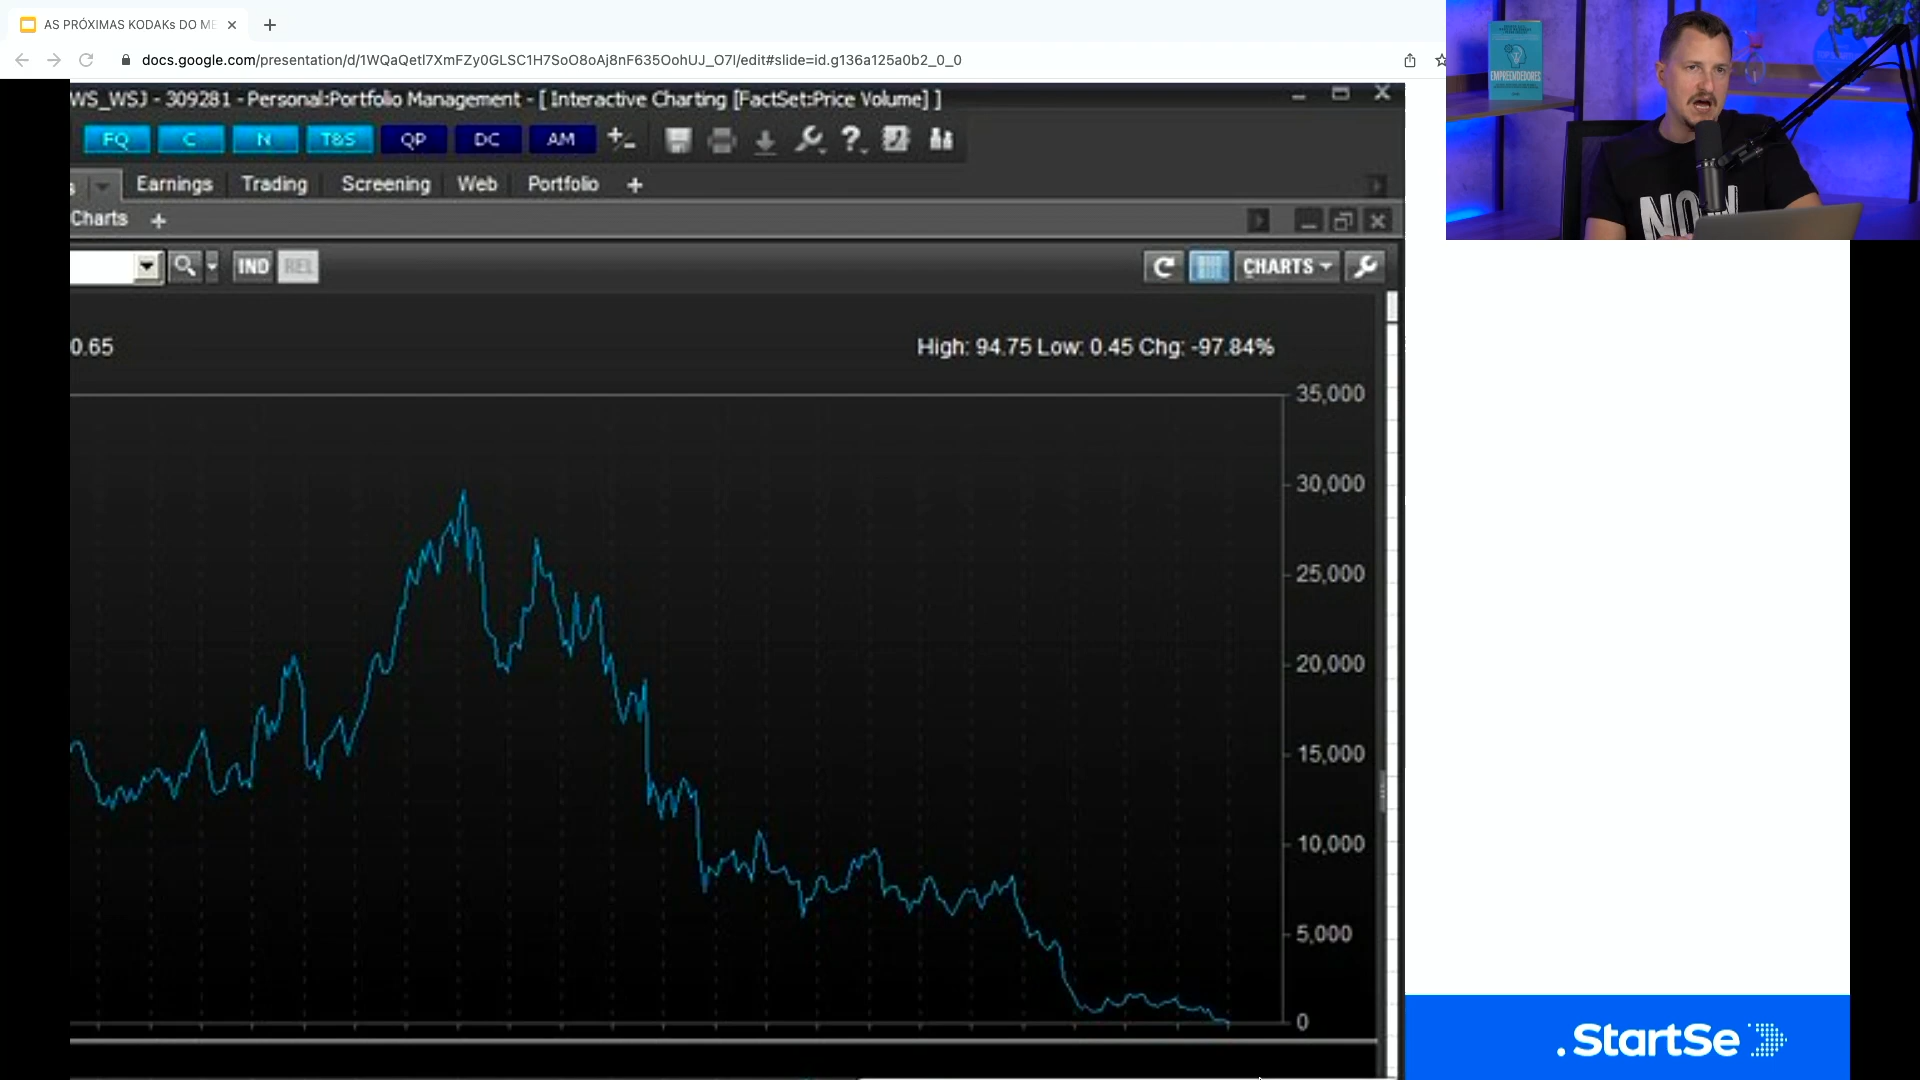 AS PRÓXIMAS KODAKs DO ME
docs.google.com/presentation/d/1WQaQetl7XmFZy0GLSC1H7SoO8oAj8nF635OohUJ_O7I/edit#slide=id.g136a125a0b2_0_0
WS_WSJ - 309281 - Personal:Portfolio Management - [ Interactive Charting [FactSet:Price Volume] ]
FQ C N T&S QP DC AM
s Earnings Trading Screening Web Portfolio +
Charts +
IND REL CHARTS
0.65 High: 94.75 Low: 0.45 Chg: -97.84%
35,000
30,000
25,000
20,000
15,000
10,000
5,000
0
EMPREENDEDORES
NOW
.StartSe